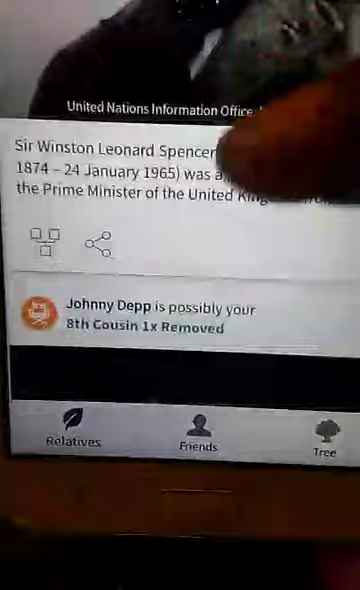 United Nations Information Office,
Sir Winston Leonard Spencer
1874 – 24 January 1965) was a
the Prime Minister of the United King
Johnny Depp is possibly your
8th Cousin 1x Removed
Relatives
Friends
Tree